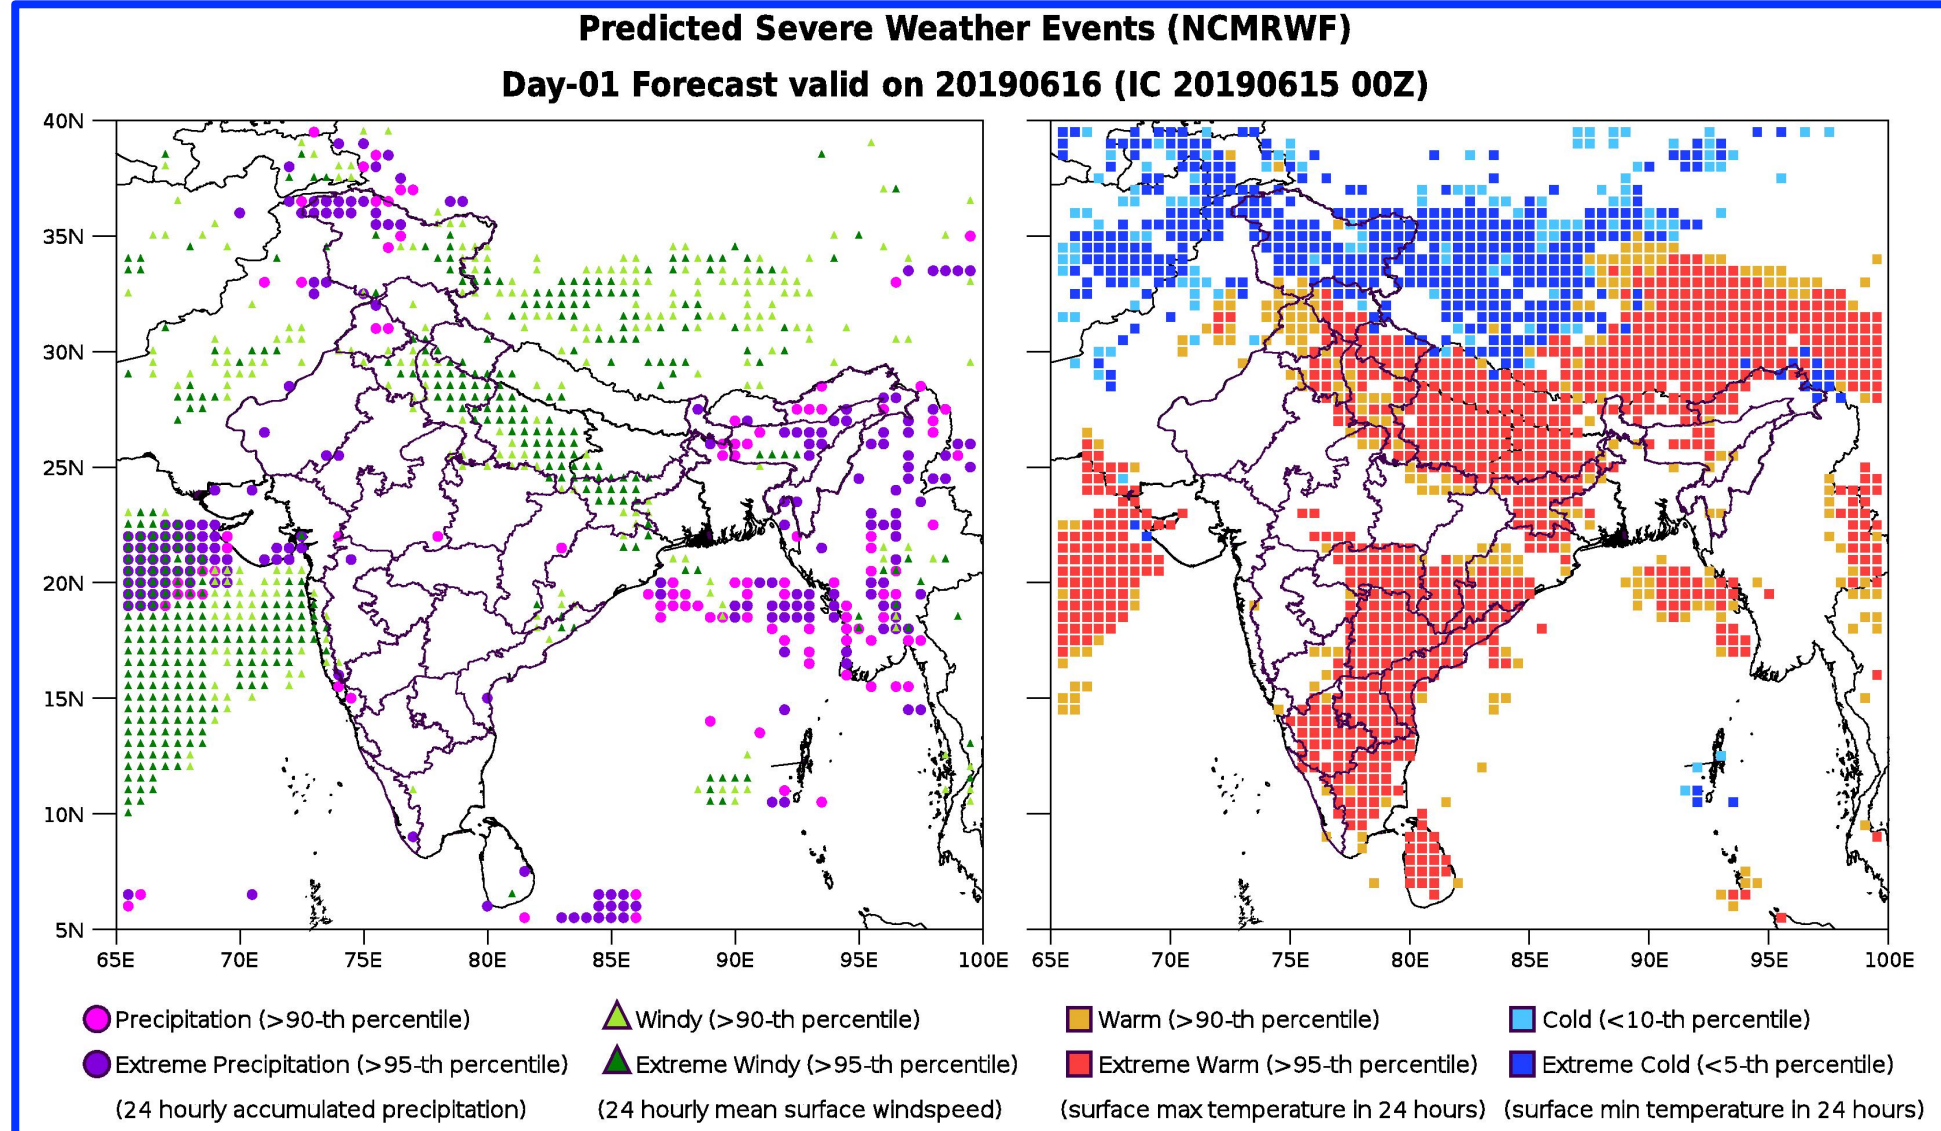 Predicted Severe Weather Events (NCMRWF)
Day-01 Forecast valid on 20190616 (IC 20190615 00Z)
40N
35N
30N
25N
20N
15N
10N
5N
65E 70E 75E 80E 85E 90E 95E 100E
65E 70E 75E 80E 85E 90E 95E 100E
Precipitation (>90-th percentile) Windy (>90-th percentile) Warm (>90-th percentile) Cold (<10-th percentile)
Extreme Precipitation (>95-th percentile) Extreme Windy (>95-th percentile) Extreme Warm (>95-th percentile) Extreme Cold (<5-th percentile)
(24 hourly accumulated precipitation) (24 hourly mean surface windspeed) (surface max temperature in 24 hours) (surface min temperature in 24 hours)